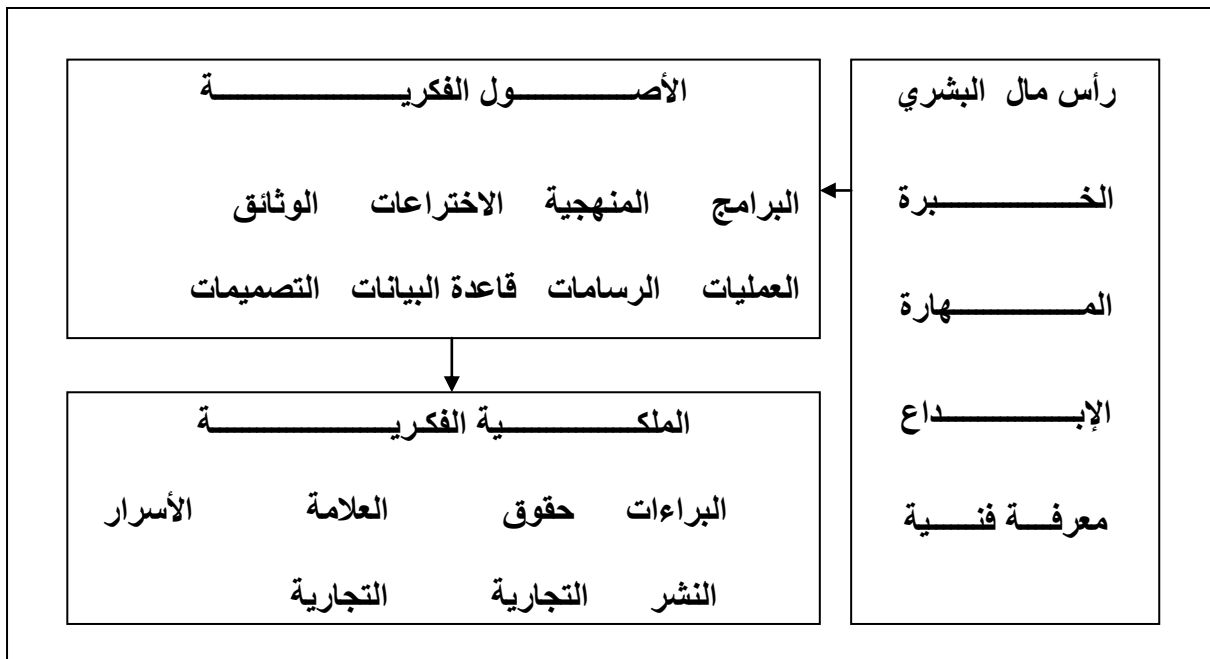 رأس مال البشري
الخبرة
المهارة
الإبداع
معرفة فنية
الأصول الفكرية
البرامج المنهجية الاختراعات الوثائق
العمليات الرسامات قاعدة البيانات التصميمات
الملكية الفكرية
البراءات حقوق العلامة الأسرار
النشر التجارية التجارية